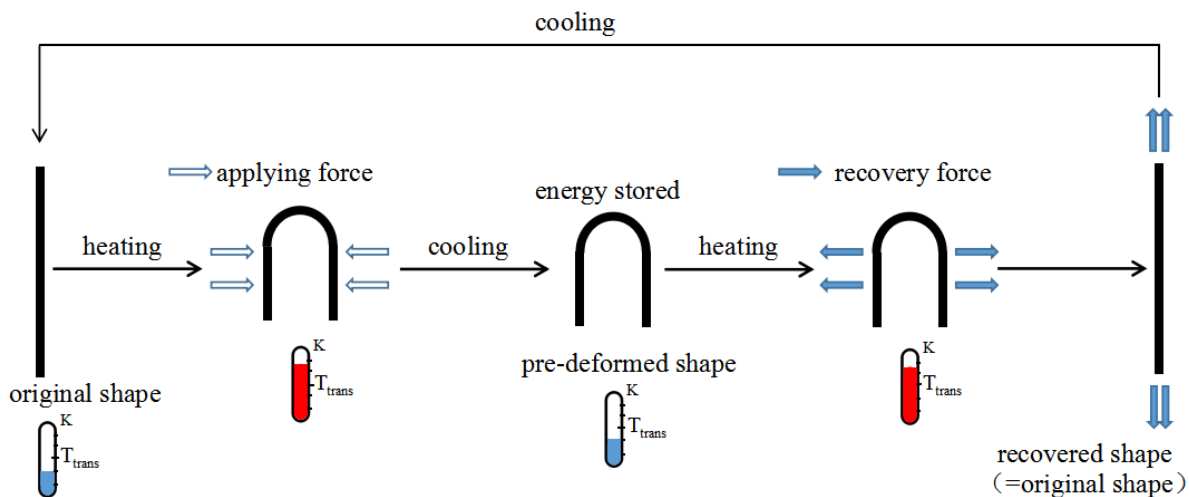 cooling
applying force
energy stored
recovery force
heating
cooling
heating
original shape
K
T_trans
K
T_trans
pre-deformed shape
K
T_trans
K
T_trans
recovered shape
（=original shape）